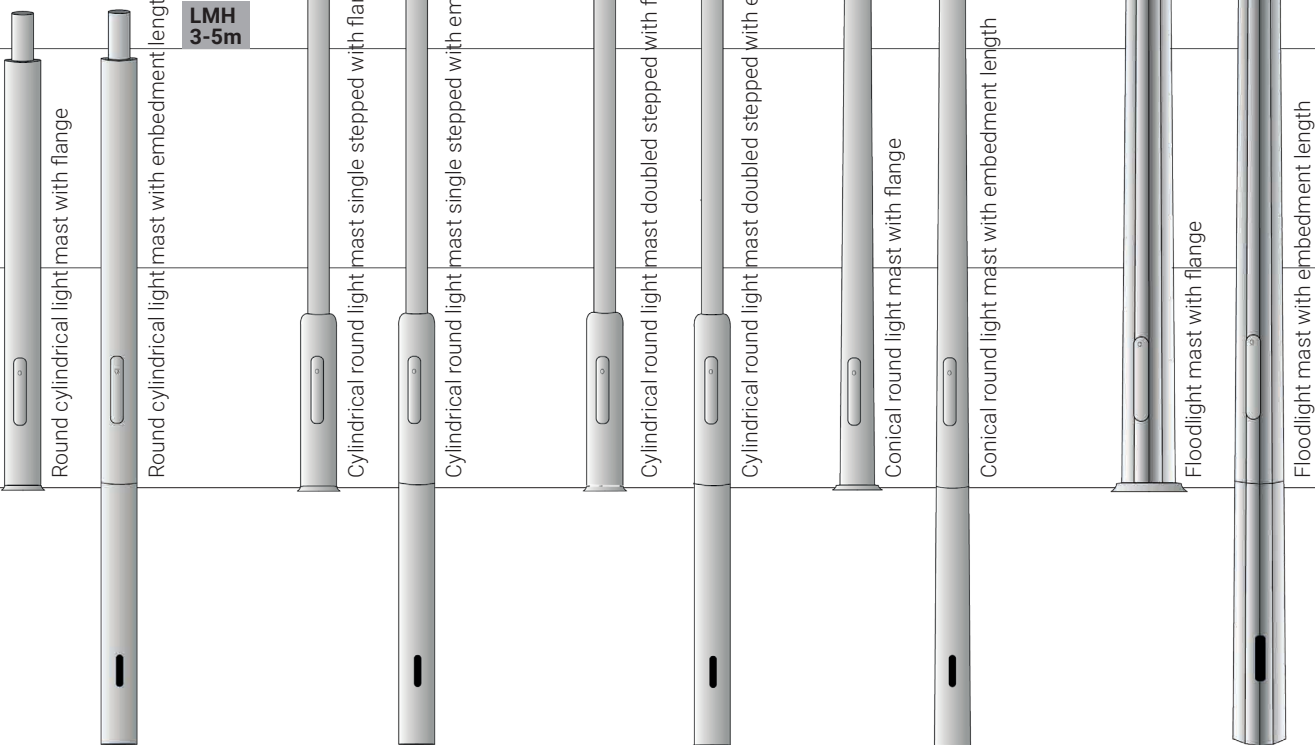 LMH
3-5m
Round cylindrical light mast with flange
Round cylindrical light mast with embedment length
Cylindrical round light mast single stepped with
Cylindrical round light mast single stepped with
Cylindrical round light mast doubled stepped with
Cylindrical round light mast doubled stepped with
Conical round light mast with flange
Conical round light mast with embedment length
Floodlight mast with flange
Floodlight mast with embedment length